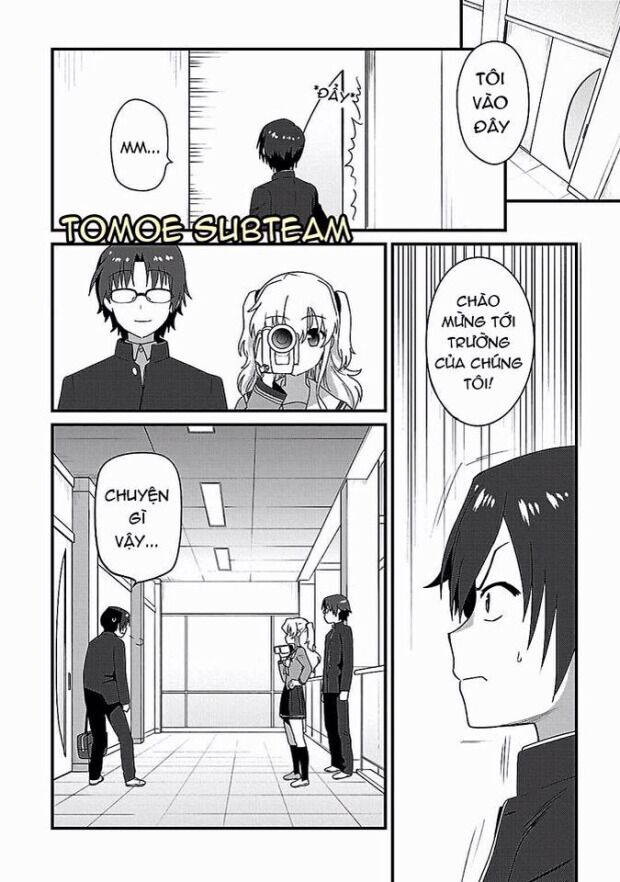 TÔI
VÀO
ĐÂY
*ĐẨY*
MM...
TOMOE SUBTEAM
CHÀO
MỪNG TỚI
TRƯỜNG
CỦA CHÚNG
TÔI!
CHUYỆN
GÌ
VẬY...